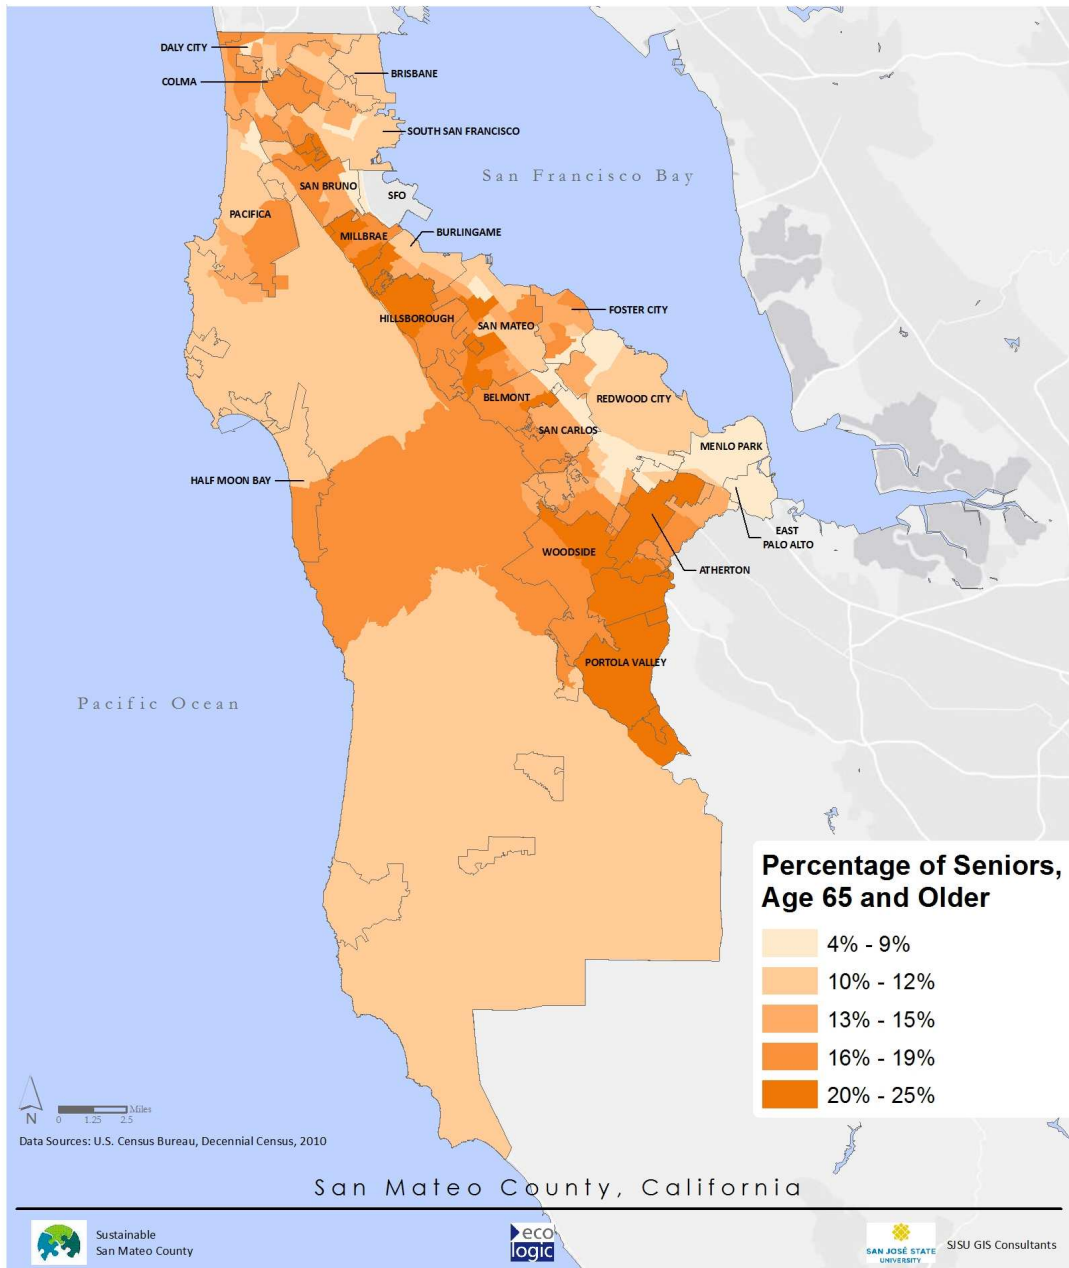 DALY CITY
COLMA
BRISBANE
SOUTH SAN FRANCISCO
San Francisco Bay
SAN BRUNO
SFO
PACIFICA
MILLBRAE
BURLINGAME
HILLSBOROUGH
SAN MATEO
FOSTER CITY
BELMONT
REDWOOD CITY
SAN CARLOS
MENLO PARK
HALF MOON BAY
EAST
PALO ALTO
WOODSIDE
ATHERTON
PORTOLA VALLEY
Pacific Ocean
Percentage of Seniors,
Age 65 and Older
4% - 9%
10% - 12%
13% - 15%
16% - 19%
20% - 25%
N
Miles
0 1.25 2.5
Data Sources: U.S. Census Bureau, Decennial Census, 2010
San Mateo County, California
Sustainable
San Mateo County
eco
logic
SAN JOSÉ STATE
UNIVERSITY
SJSU GIS Consultants